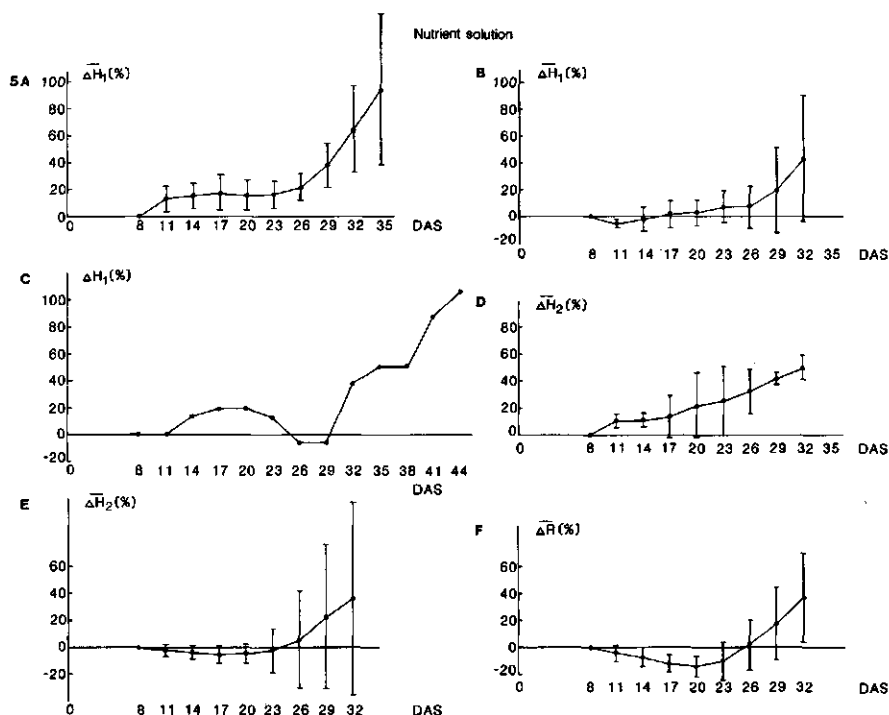 Nutrient solution
5A
ΔH̅₁(%)
100
80
60
40
20
0
0 8 11 14 17 20 23 26 29 32 35 DAS
B
ΔH̅₁(%)
100
80
60
40
20
0
-20
0 8 11 14 17 20 23 26 29 32 35 DAS
C
ΔH₁(%)
100
80
60
40
20
0
-20
0 8 11 14 17 20 23 26 29 32 35 38 41 44
DAS
D
ΔH̅₂(%)
80
60
40
20
0
0 8 11 14 17 20 23 26 29 32 DAS
E
ΔH̅₂(%)
60
40
20
0
-20
0 8 11 14 17 20 23 26 29 32 DAS
F
ΔR̅(%)
60
40
20
0
-20
0 8 11 14 17 20 23 26 29 32 DAS